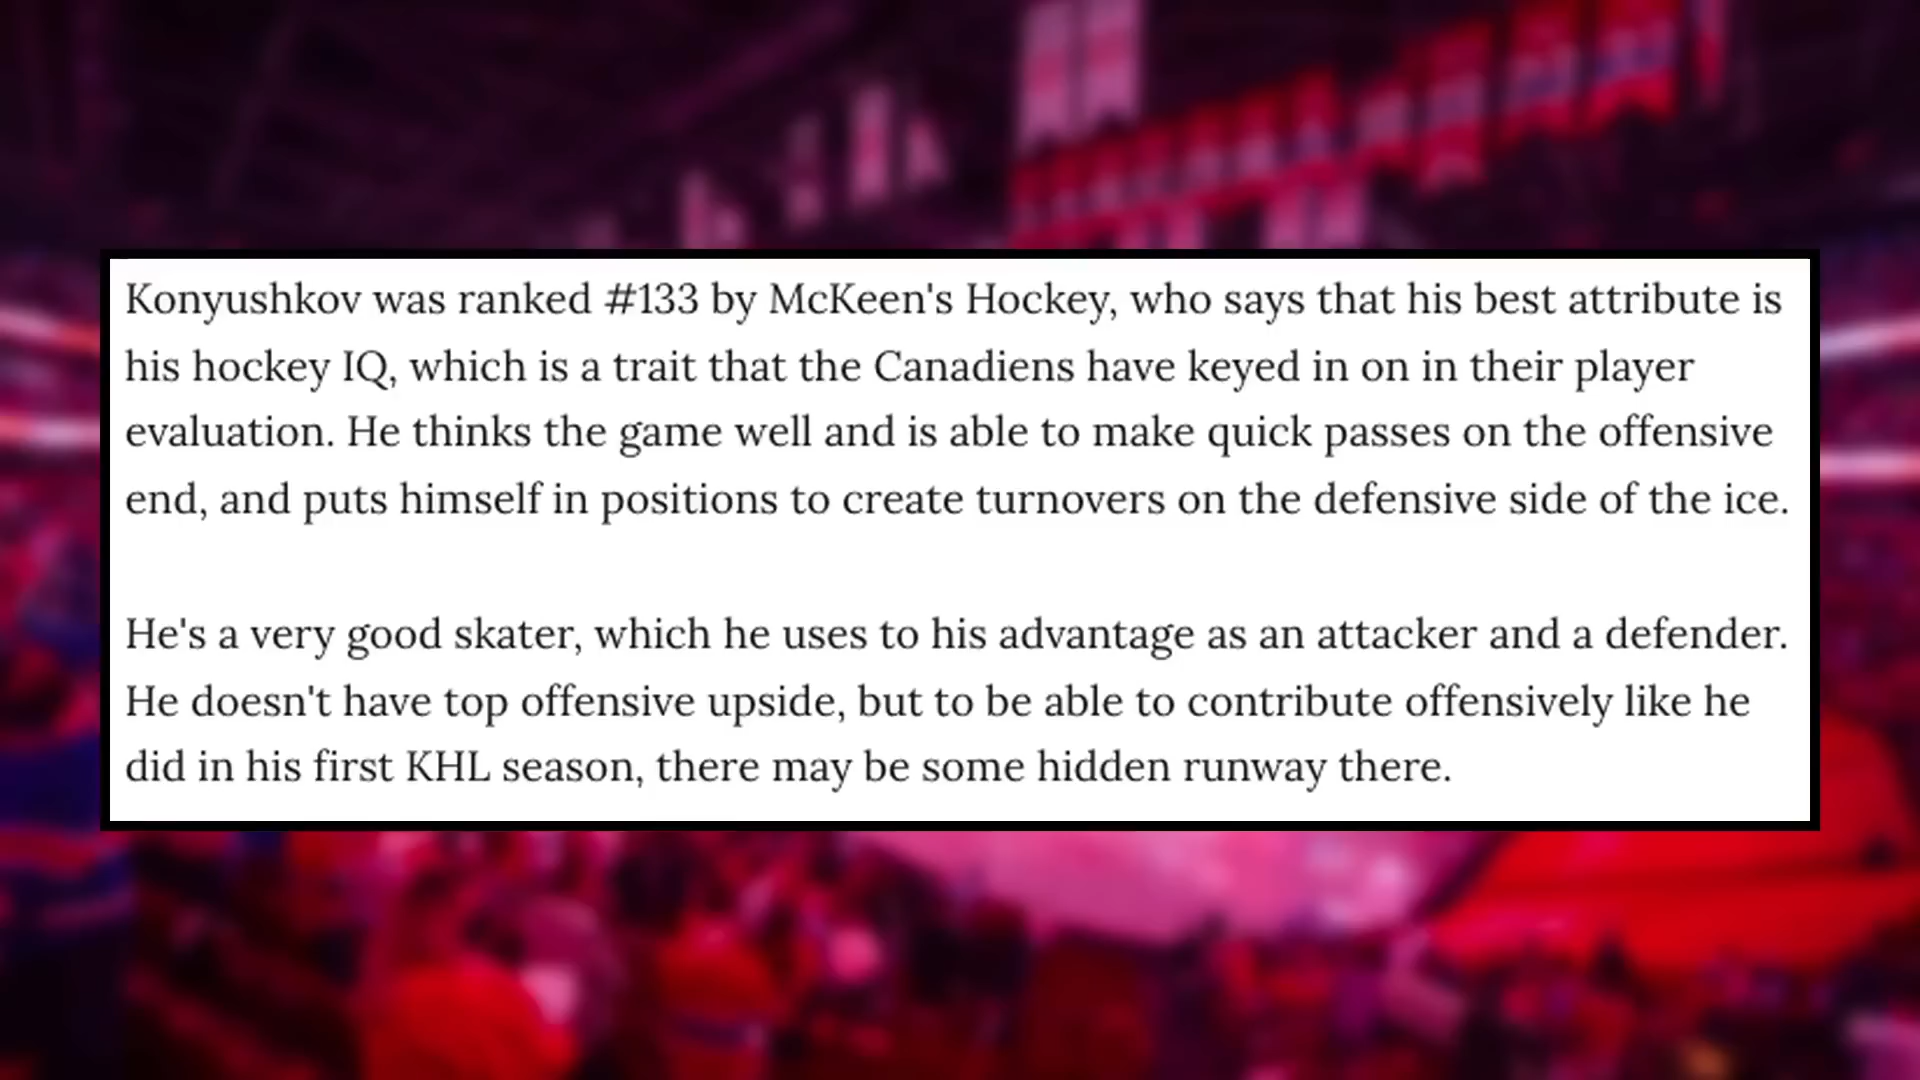 Konyushkov was ranked #133 by McKeen's Hockey, who says that his best attribute is
his hockey IQ, which is a trait that the Canadiens have keyed in on in their player
evaluation. He thinks the game well and is able to make quick passes on the offensive
end, and puts himself in positions to create turnovers on the defensive side of the ice.
He's a very good skater, which he uses to his advantage as an attacker and a defender.
He doesn't have top offensive upside, but to be able to contribute offensively like he
did in his first KHL season, there may be some hidden runway there.